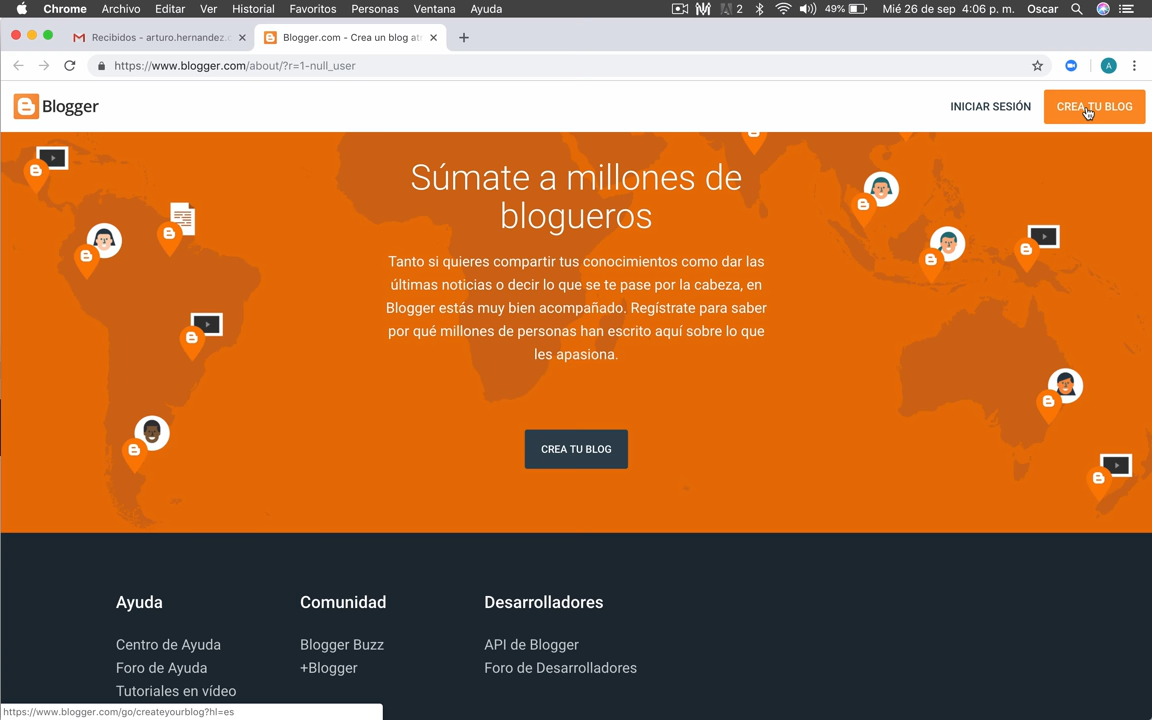 Chrome Archivo Editar Ver Historial Favoritos Personas Ventana Ayuda 2 49% Mié 26 de sep 4:06 p. m. Oscar
Recibidos - arturo.hernandez.
Blogger.com - Crea un blog
https://www.blogger.com/about/?r=1-null_user
A
Blogger
INICIAR SESIÓN
CREA TU BLOG
Súmate a millones de
blogueros
Tanto si quieres compartir tus conocimientos como dar las
últimas noticias o decir lo que se te pase por la cabeza, en
Blogger estás muy bien acompañado. Regístrate para saber
por qué millones de personas han escrito aquí sobre lo que
les apasiona.
CREA TU BLOG
Ayuda
Centro de Ayuda
Foro de Ayuda
Tutoriales en vídeo
Comunidad
Blogger Buzz
+Blogger
Desarrolladores
API de Blogger
Foro de Desarrolladores
https://www.blogger.com/go/createyourblog?hl=es